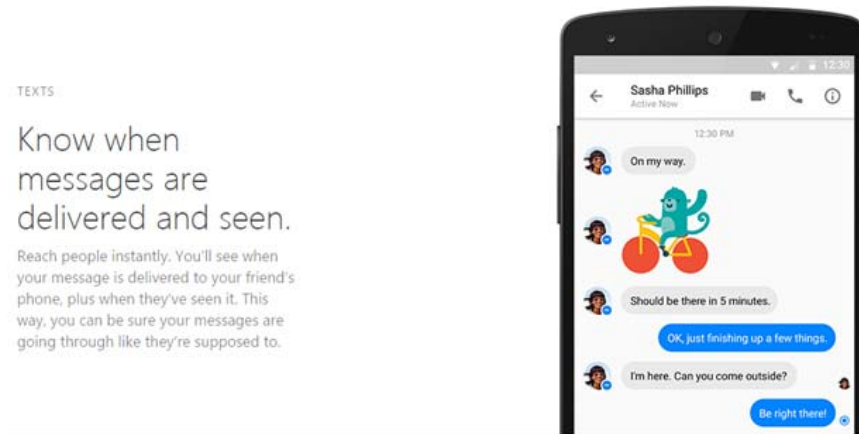 TEXTS
Know when
messages are
delivered and seen.
Reach people instantly. You'll see when
your message is delivered to your friend's
phone, plus when they've seen it. This
way, you can be sure your messages are
going through like they're supposed to.
12:30
Sasha Phillips
Active Now
12:30 PM
On my way.
Should be there in 5 minutes.
OK, just finishing up a few things.
I'm here. Can you come outside?
Be right there!